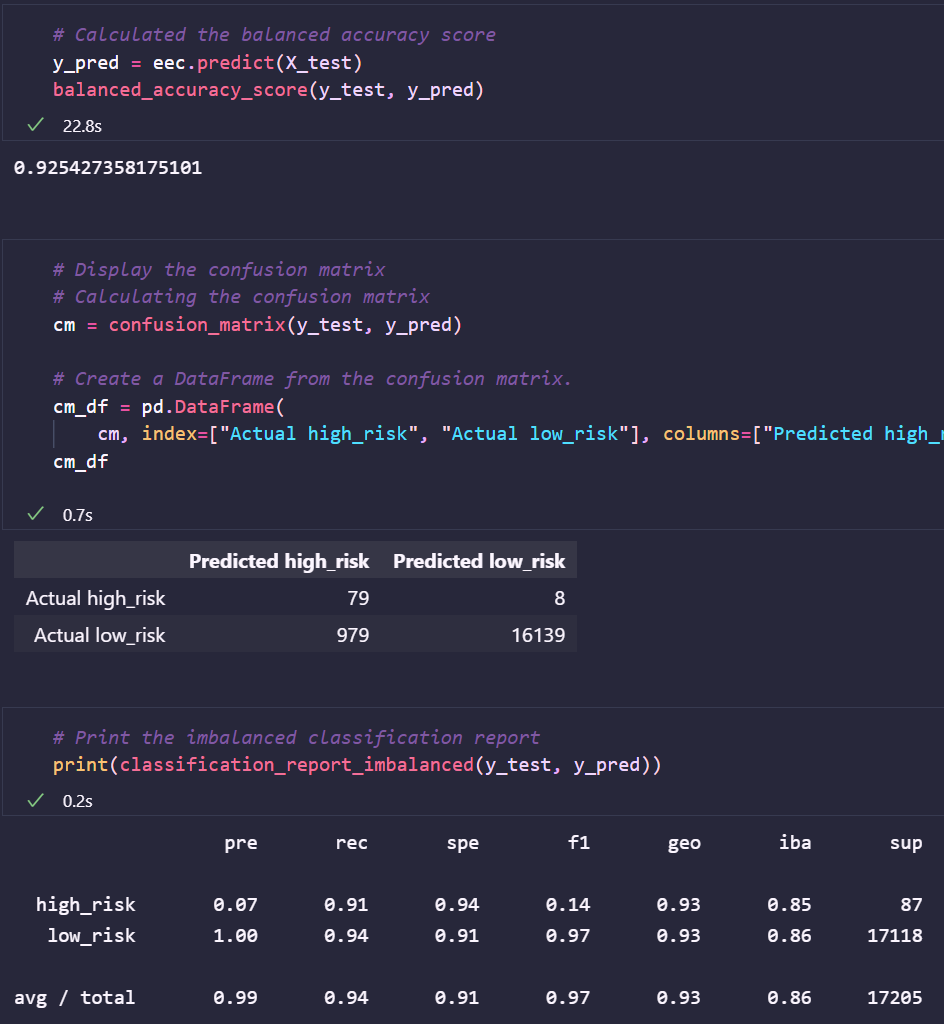 # Calculated the balanced accuracy score
y_pred = eec.predict(X_test)
balanced_accuracy_score(y_test, y_pred)
22.8s
0.925427358175101
# Display the confusion matrix
# Calculating the confusion matrix
cm = confusion_matrix(y_test, y_pred)
# Create a DataFrame from the confusion matrix.
cm_df = pd.DataFrame(
cm, index=["Actual high_risk", "Actual low_risk"], columns=["Predicted high_
cm_df
0.7s
Predicted high_risk Predicted low_risk
Actual high_risk 79 8
Actual low_risk 979 16139
# Print the imbalanced classification report
print(classification_report_imbalanced(y_test, y_pred))
0.2s
pre rec spe f1 geo iba sup
high_risk 0.07 0.91 0.94 0.14 0.93 0.85 87
low_risk 1.00 0.94 0.91 0.97 0.93 0.86 17118
avg / total 0.99 0.94 0.91 0.97 0.93 0.86 17205